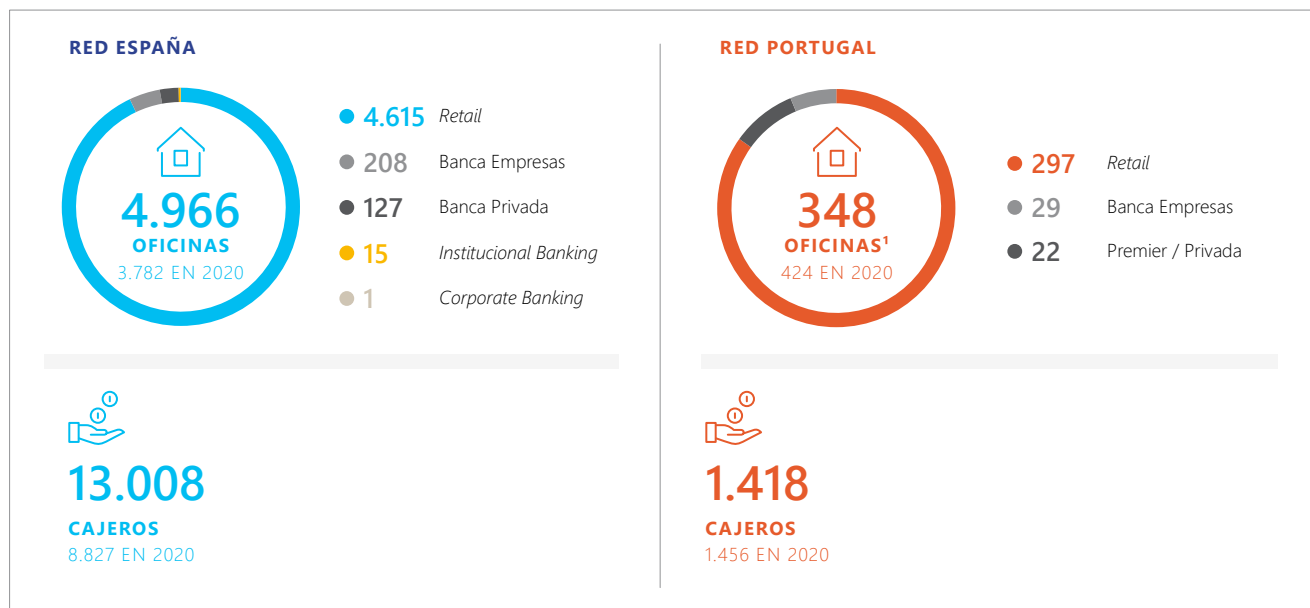 RED ESPAÑA
4.966
OFICINAS
3.782 EN 2020
4.615 Retail
208 Banca Empresas
127 Banca Privada
15 Institucional Banking
1 Corporate Banking
13.008
CAJEROS
8.827 EN 2020
RED PORTUGAL
348
OFICINAS¹
424 EN 2020
297 Retail
29 Banca Empresas
22 Premier / Privada
1.418
CAJEROS
1.456 EN 2020